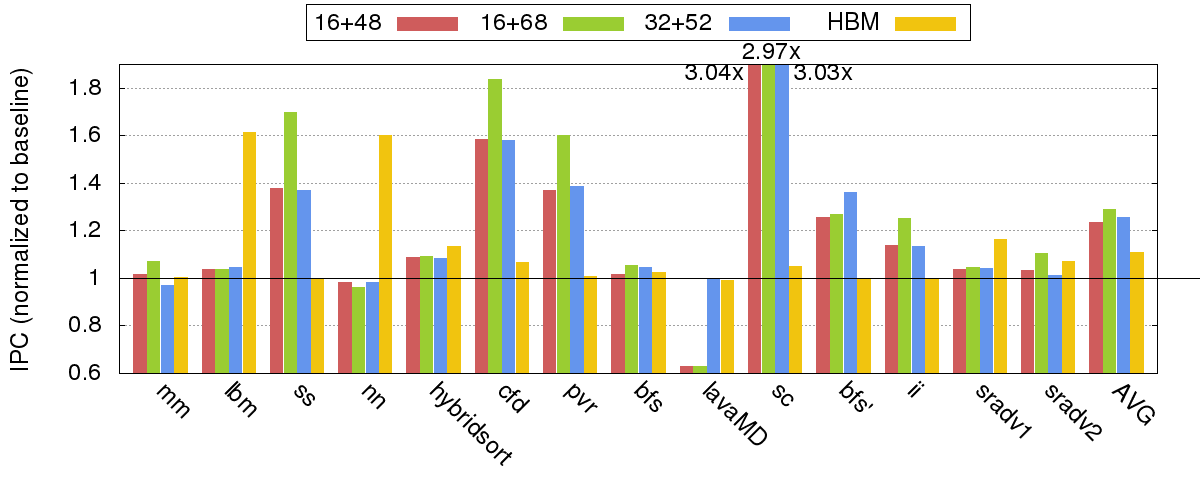 16+48 16+68 32+52 HBM
2.97x
3.04x 3.03x
IPC (normalized to baseline)
1.8
1.6
1.4
1.2
1
0.8
0.6
mm lbm ss nn hybridsort cfd pvr bfs lavaMD sc bfs' ii sradv1 sradv2 AVG